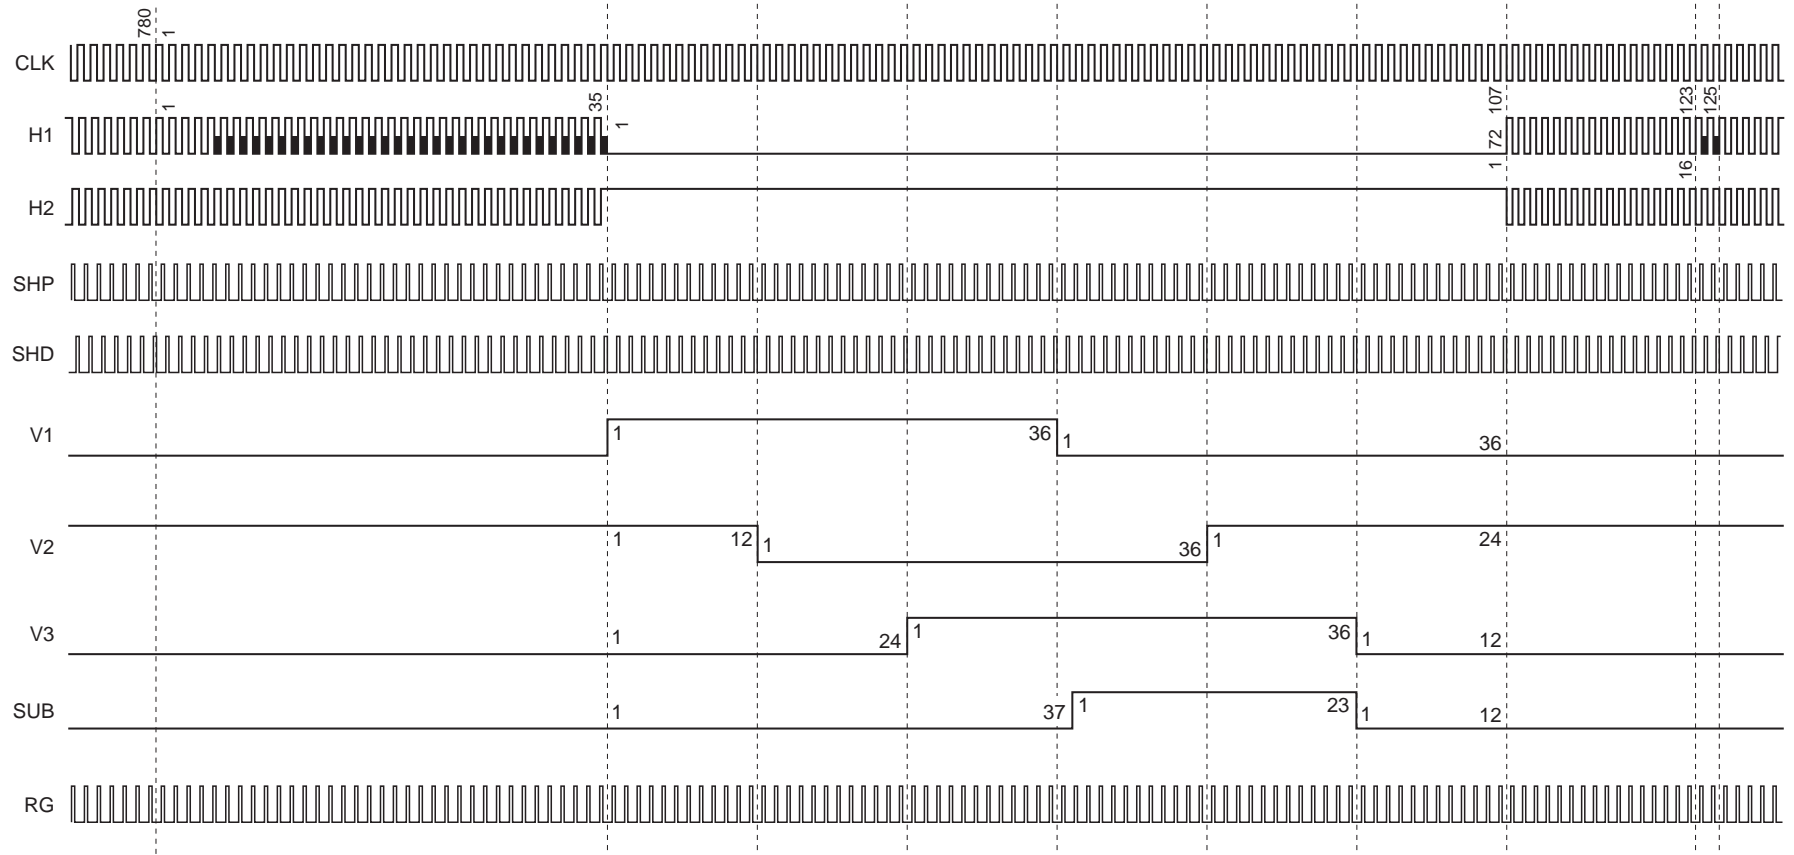 780 1
CLK
1 35 1 107 123 125
H1
1 72
16
H2
SHP
SHD
V1 1 36 1 36
V2 1 12 1 36 1 24
V3 1 24 1 36 1 12
SUB 1 37 1 23 1 12
RG